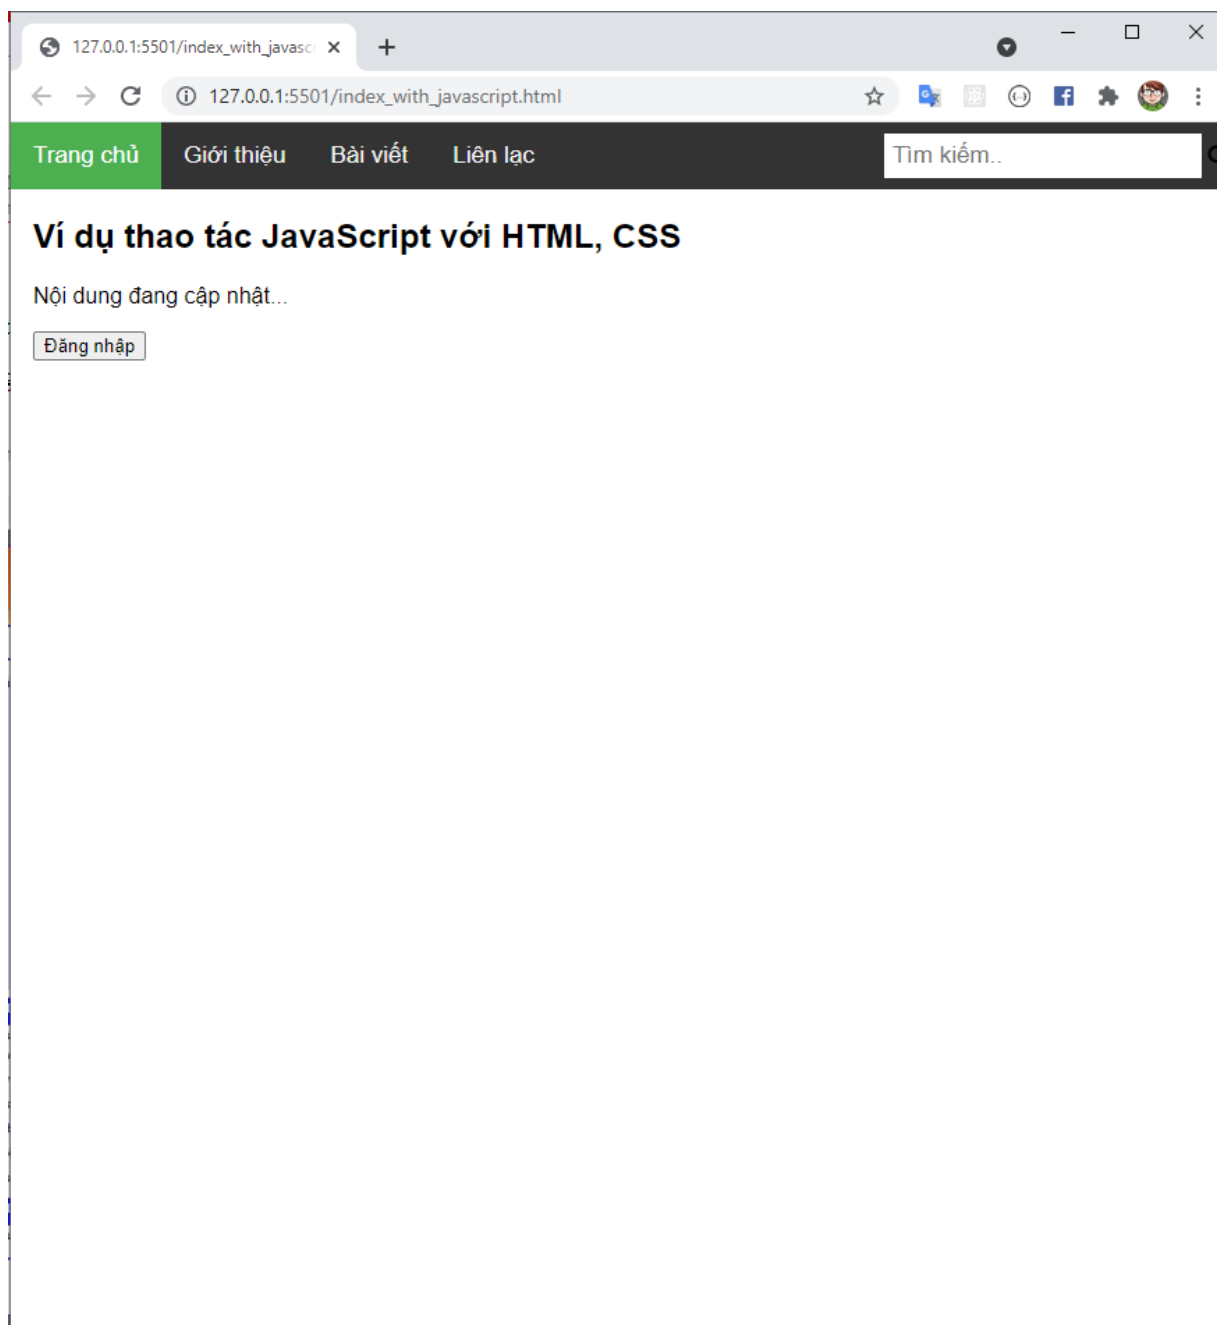 127.0.0.1:5501/index_with_javasc
127.0.0.1:5501/index_with_javascript.html
Trang chủ Giới thiệu Bài viết Liên lạc Tìm kiếm..
Ví dụ thao tác JavaScript với HTML, CSS
Nội dung đang cập nhật...
Đăng nhập